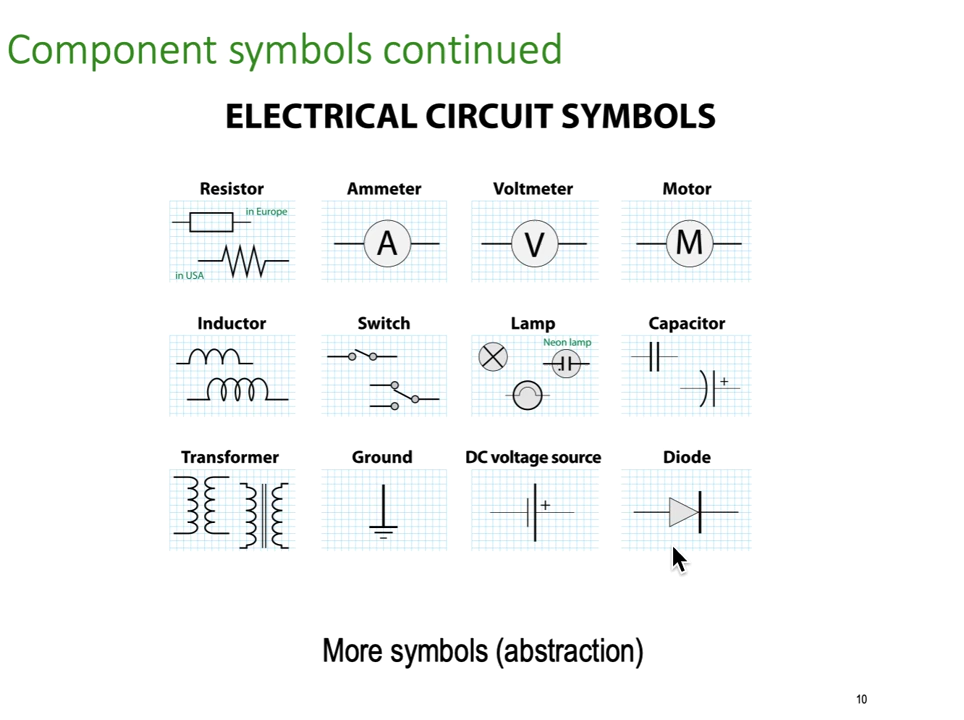 Component symbols continued
ELECTRICAL CIRCUIT SYMBOLS
Resistor Ammeter Voltmeter Motor
in Europe
A V M
in USA
Inductor Switch Lamp Capacitor
Neon lamp
+
Transformer Ground DC voltage source Diode
+
More symbols (abstraction)
10